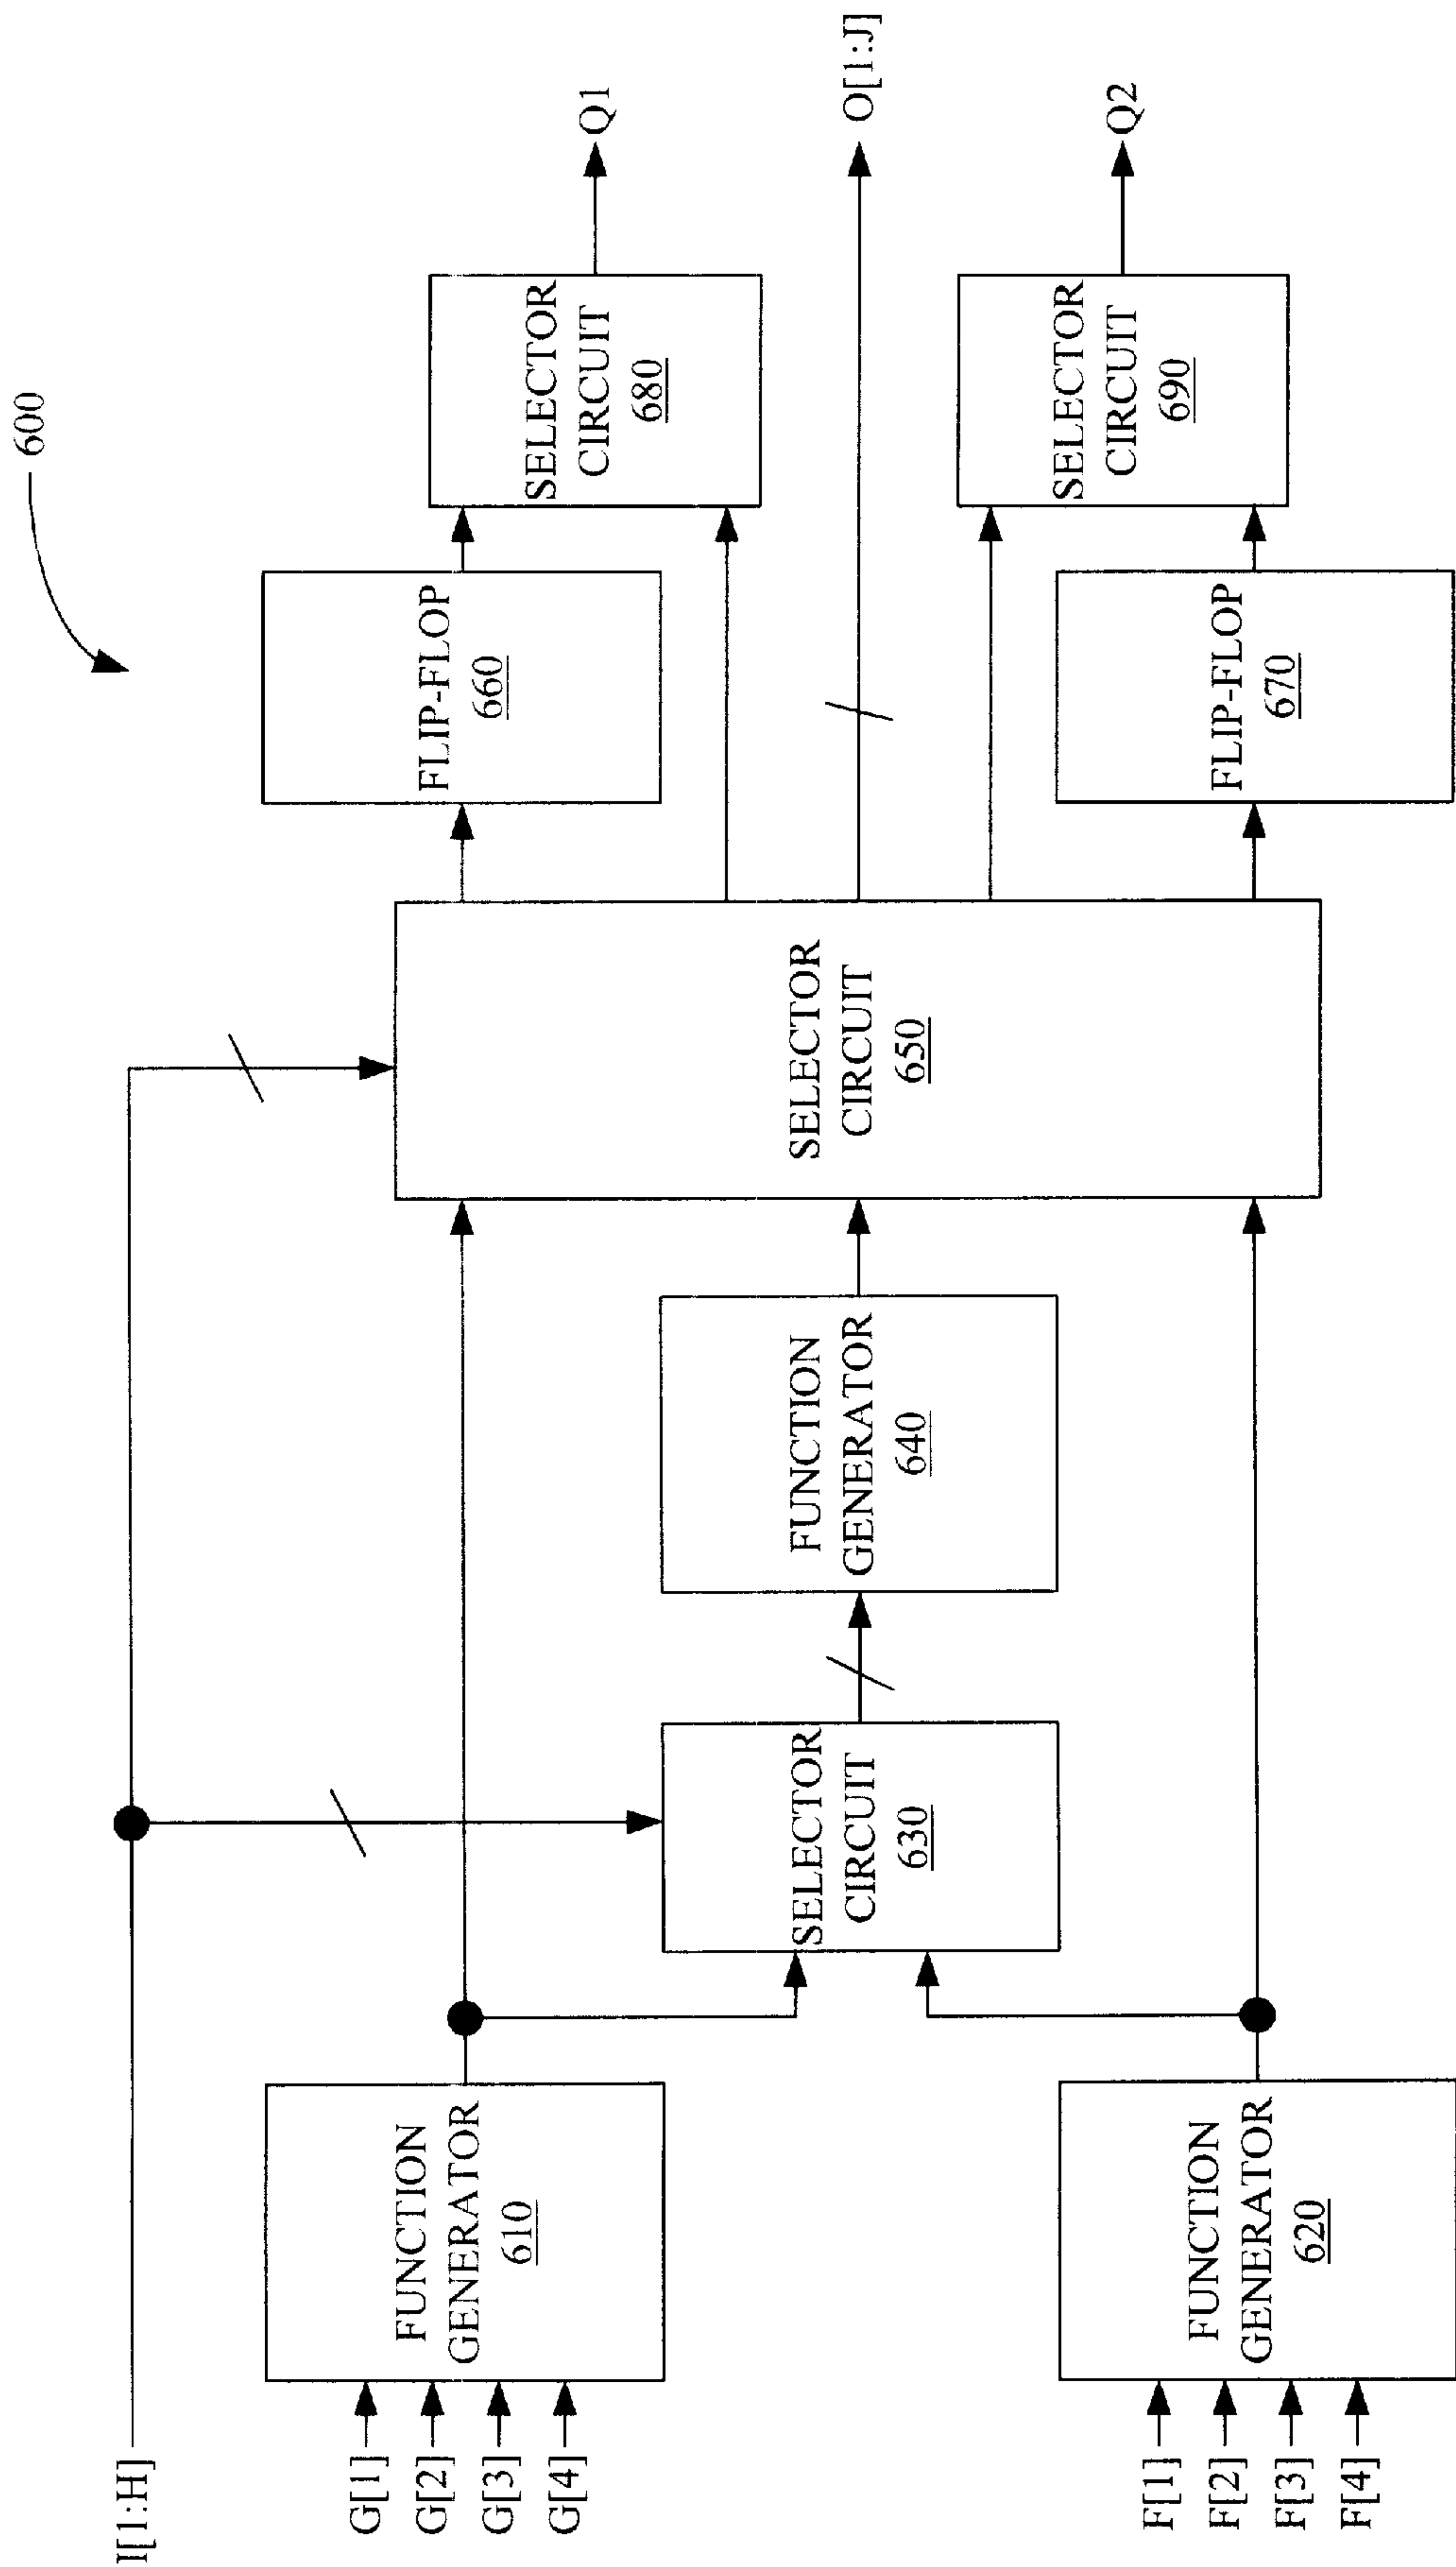 600
I[1:H]
G[1]
G[2]
G[3]
G[4]
FUNCTION
GENERATOR
610
F[1]
F[2]
F[3]
F[4]
FUNCTION
GENERATOR
620
SELECTOR
CIRCUIT
630
FUNCTION
GENERATOR
640
SELECTOR
CIRCUIT
650
FLIP-FLOP
660
FLIP-FLOP
670
SELECTOR
CIRCUIT
680
SELECTOR
CIRCUIT
690
Q1
O[1:J]
Q2